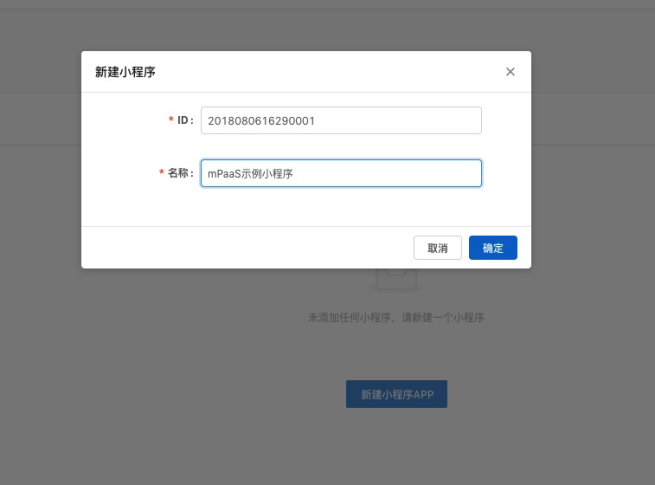 新建小程序
* ID： 2018080616290001
* 名称： mPaaS示例小程序
取消 确定
未添加任何小程序，请新建一个小程序
新建小程序APP